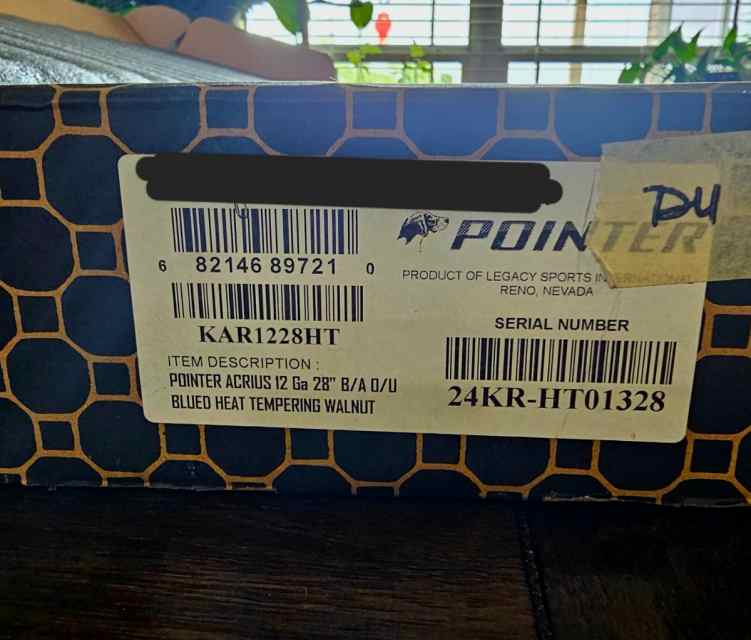 DU
POINTER
6 82146 89721 0
PRODUCT OF LEGACY SPORTS INTERNATIONAL
RENO, NEVADA
KAR1228HT
SERIAL NUMBER
24KR-HT01328
ITEM DESCRIPTION :
POINTER ACRIUS 12 Ga 28" B/A O/U
BLUED HEAT TEMPERING WALNUT